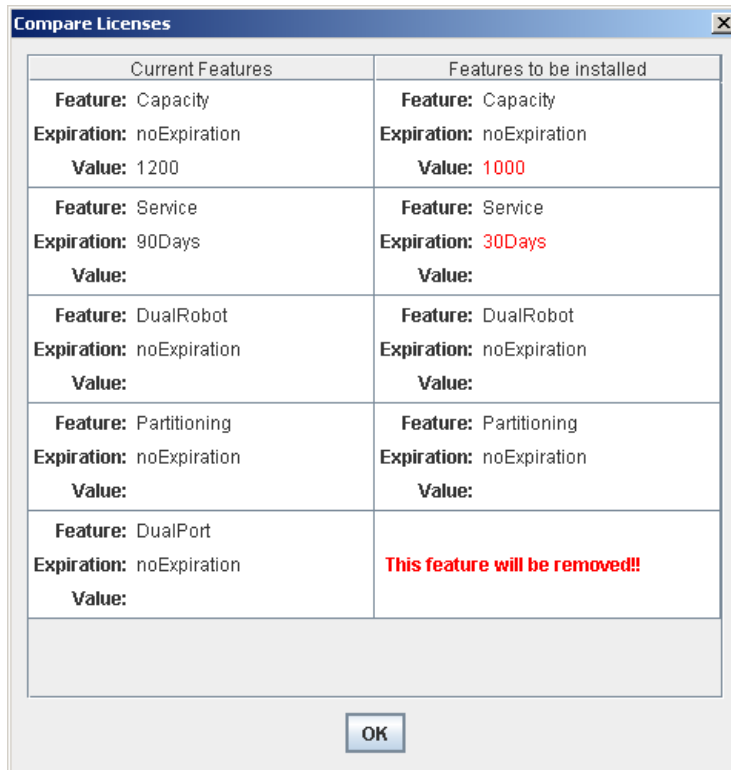 Compare Licenses
Current Features Features to be installed
Feature: Capacity Feature: Capacity
Expiration: noExpiration Expiration: noExpiration
Value: 1200 Value: 1000
Feature: Service Feature: Service
Expiration: 90Days Expiration: 30Days
Value: Value:
Feature: DualRobot Feature: DualRobot
Expiration: noExpiration Expiration: noExpiration
Value: Value:
Feature: Partitioning Feature: Partitioning
Expiration: noExpiration Expiration: noExpiration
Value: Value:
Feature: DualPort
Expiration: noExpiration This feature will be removed!!
Value:
OK